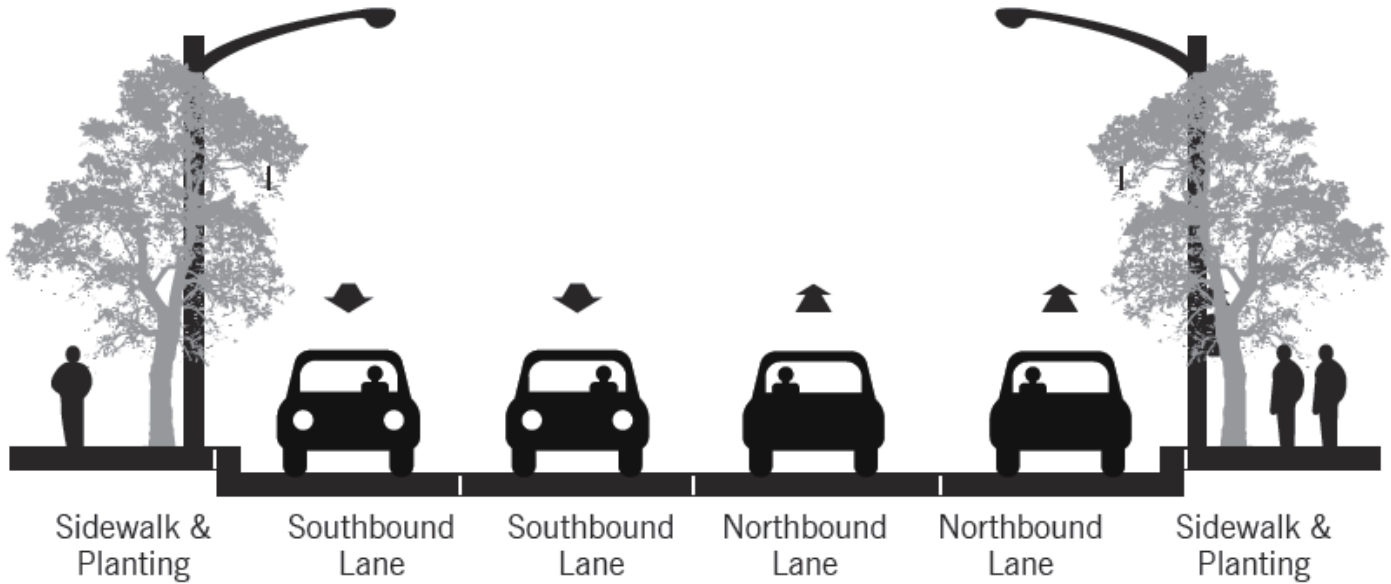 Sidewalk &
Planting
Southbound
Lane
Southbound
Lane
Northbound
Lane
Northbound
Lane
Sidewalk &
Planting